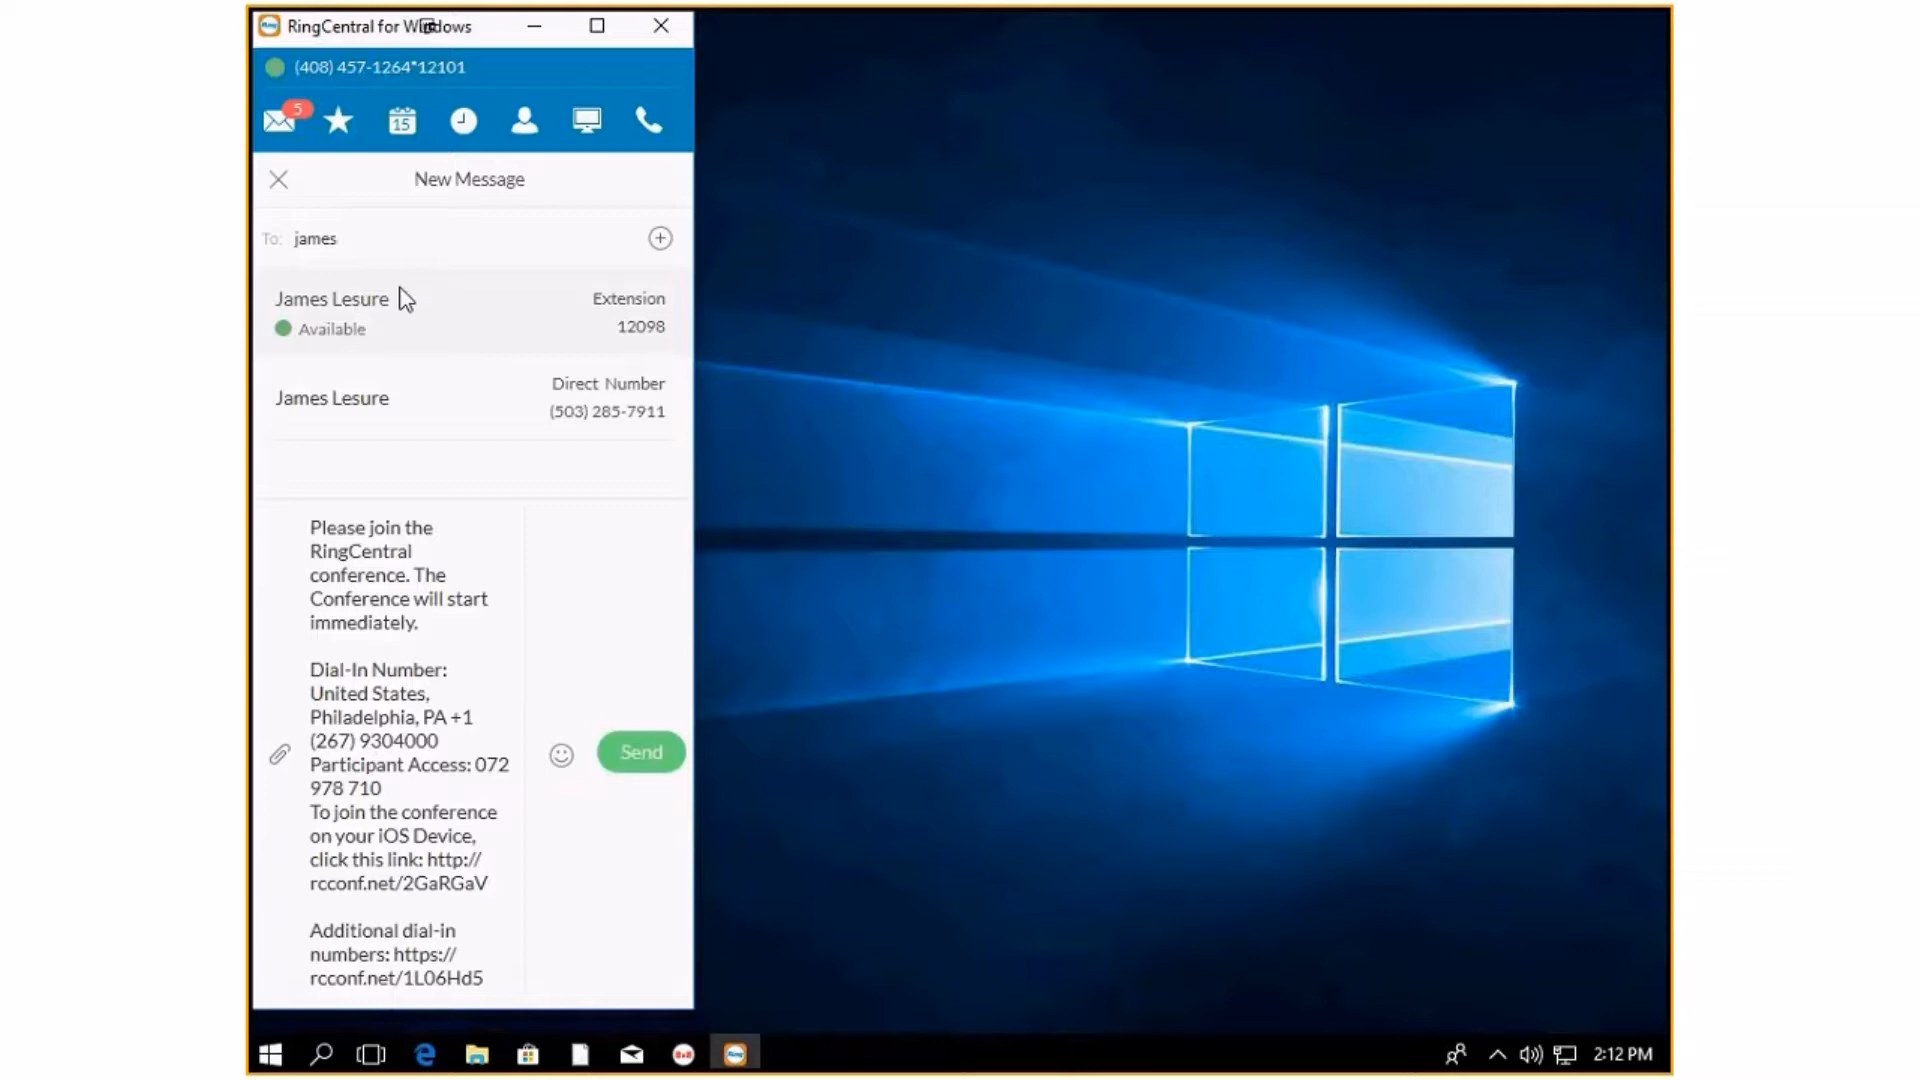 RingCentral for Windows
(408) 457-1264*12101
5
15
New Message
To: james
James Lesure
Extension
Available
12098
James Lesure
Direct Number
(503) 285-7911
Please join the
RingCentral
conference. The
Conference will start
immediately.
Dial-In Number:
United States,
Philadelphia, PA +1
(267) 9304000
Participant Access: 072
978 710
To join the conference
on your iOS Device,
click this link: http://
rcconf.net/2GaRGaV
Additional dial-in
numbers: https://
rcconf.net/1L06Hd5
Send
2:12 PM